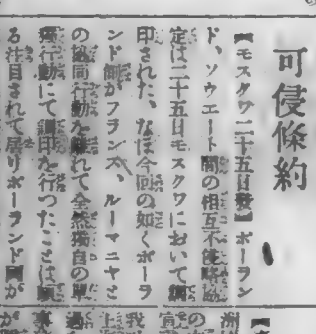 可侵條約
【モスクワ二十五日發】ポーラン
ド、ソウエート間の相互不侵略協
定は二十五日モスクワにおいて調
印された、なほ今回の如くポーラ
ンド側がフランス、ルーマニヤと
の協同行動を離れて全然獨自の單
獨行動にて調印を行つたことは頗
る注目されて居りポーランド側が